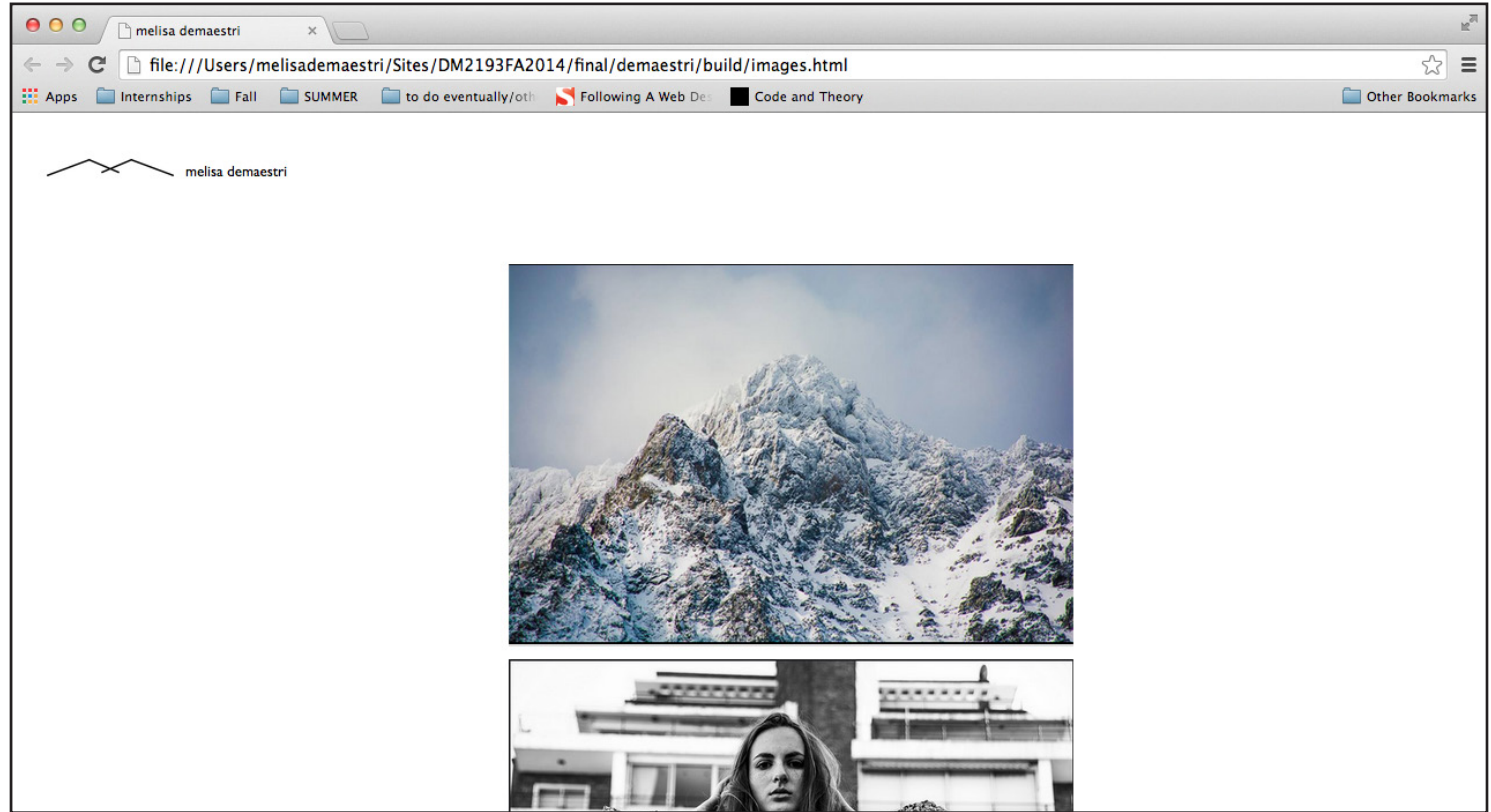 melisa demaestri
file:///Users/melisademaestri/Sites/DM2193FA2014/final/demaestri/build/images.html
Apps Internships Fall SUMMER to do eventually/oth Following A Web Des Code and Theory Other Bookmarks
melisa demaestri